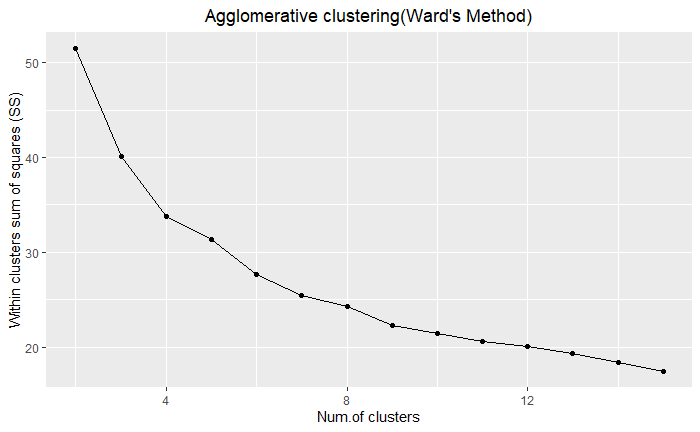 Agglomerative clustering(Ward's Method)
Within clusters sum of squares (SS)
50
40
30
20
4
8
12
Num.of clusters